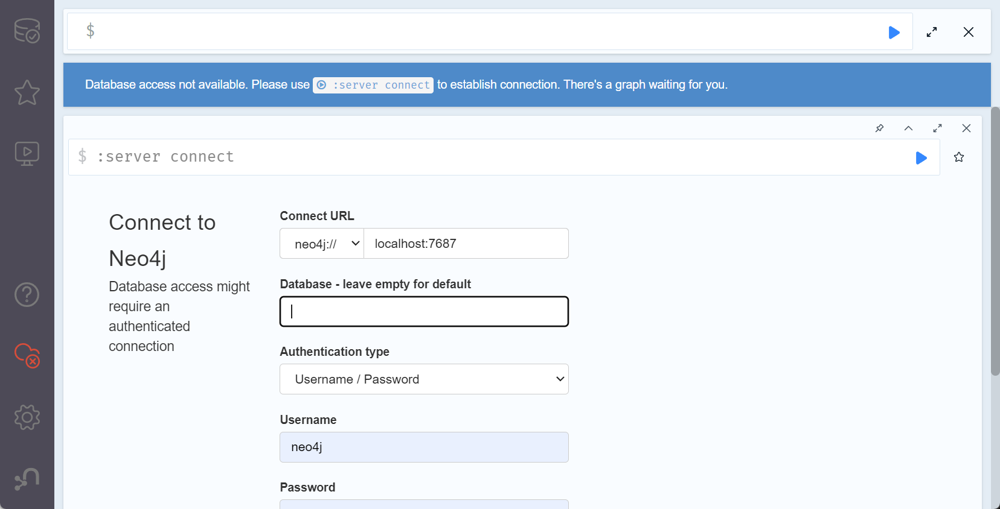 $
Database access not available. Please use :server connect to establish connection. There's a graph waiting for you.
$ :server connect
Connect to
Neo4j
Database access might
require an
authenticated
connection
Connect URL
neo4j://
localhost:7687
Database - leave empty for default
Authentication type
Username / Password
Username
neo4j
Password